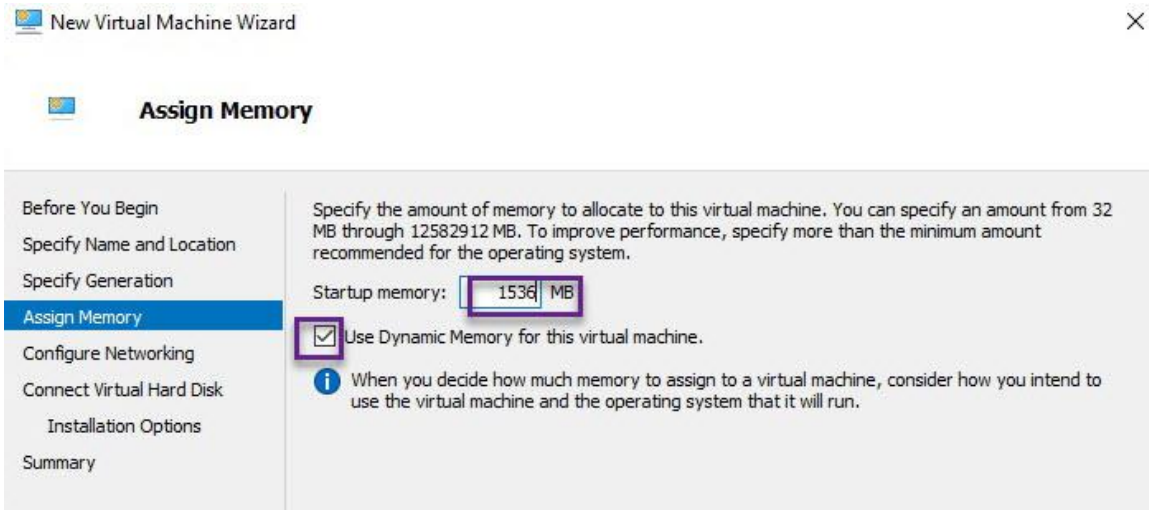 New Virtual Machine Wizard
Assign Memory
Before You Begin
Specify Name and Location
Specify Generation
Assign Memory
Configure Networking
Connect Virtual Hard Disk
Installation Options
Summary
Specify the amount of memory to allocate to this virtual machine. You can specify an amount from 32
MB through 12582912 MB. To improve performance, specify more than the minimum amount
recommended for the operating system.
Startup memory: 1536 MB
Use Dynamic Memory for this virtual machine.
When you decide how much memory to assign to a virtual machine, consider how you intend to
use the virtual machine and the operating system that it will run.